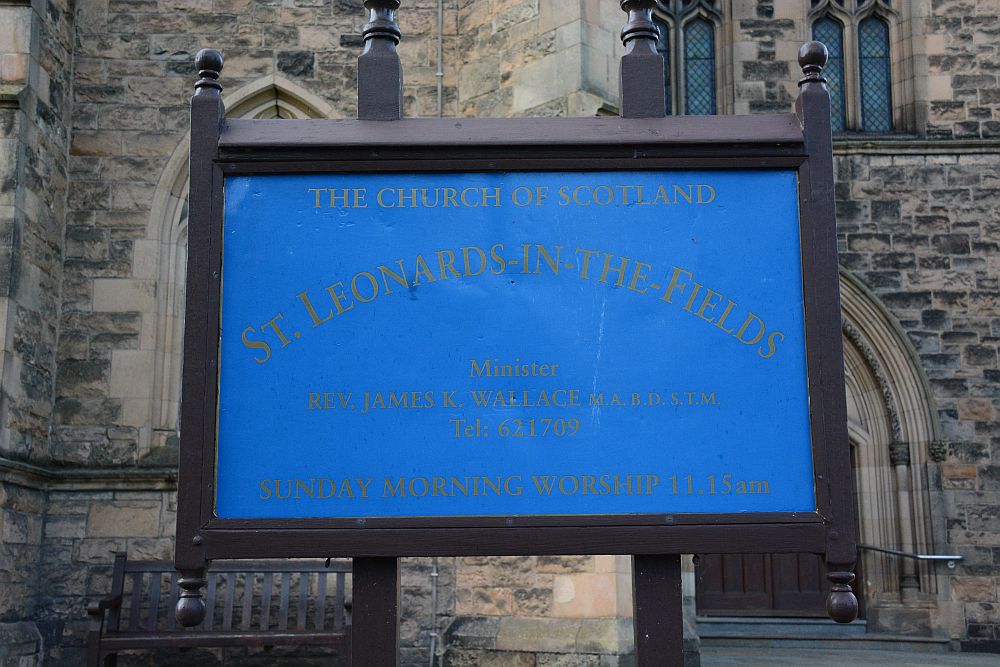 THE CHURCH OF SCOTLAND
ST. LEONARDS-IN-THE-FIELDS
Minister
REV. JAMES K. WALLACE M.A. B.D. S.T.M.
Tel: 621709
SUNDAY MORNING WORSHIP 11.15am